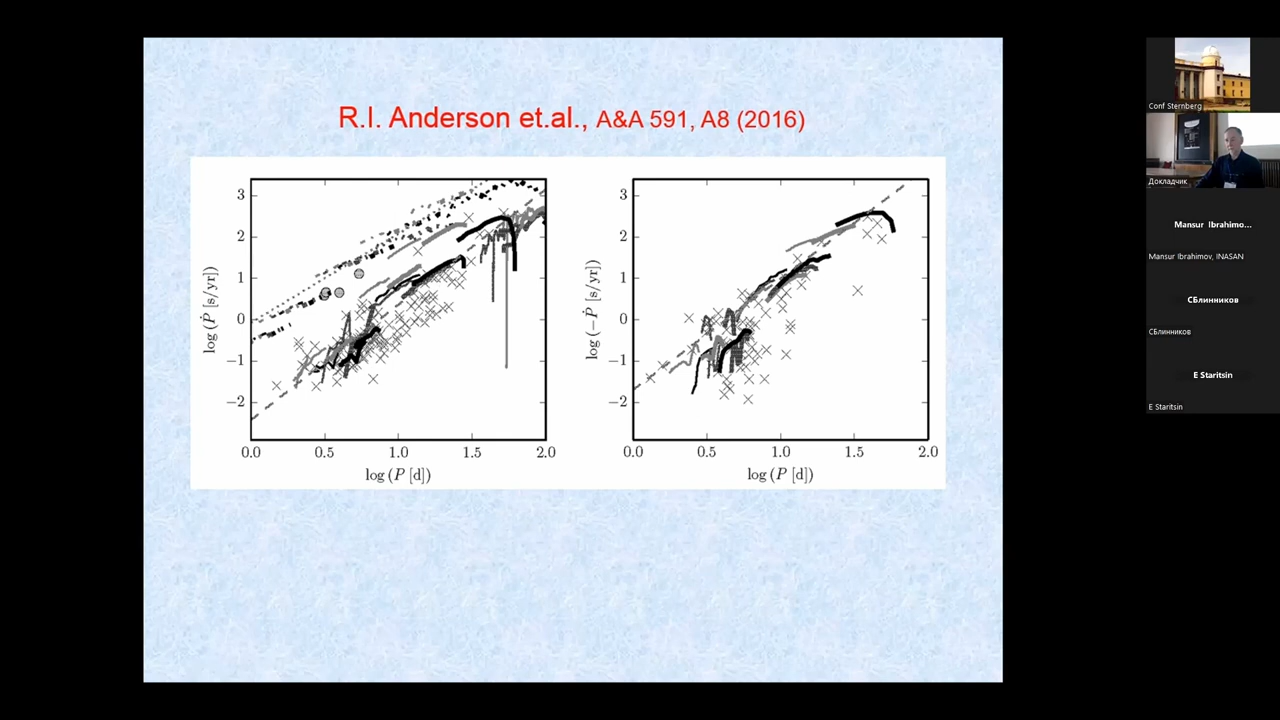 R.I. Anderson et.al., A&A 591, A8 (2016)
log (Ṗ [s/yr])
3
2
1
0
−1
−2
0.0 0.5 1.0 1.5 2.0
log (P [d])
log (−Ṗ [s/yr])
3
2
1
0
−1
−2
0.0 0.5 1.0 1.5 2.0
log (P [d])
Conf Sternberg
Докладчик
Mansur Ibrahimo...
Mansur Ibrahimov, INASAN
СБлинников
СБлинников
E Staritsin
E Staritsin